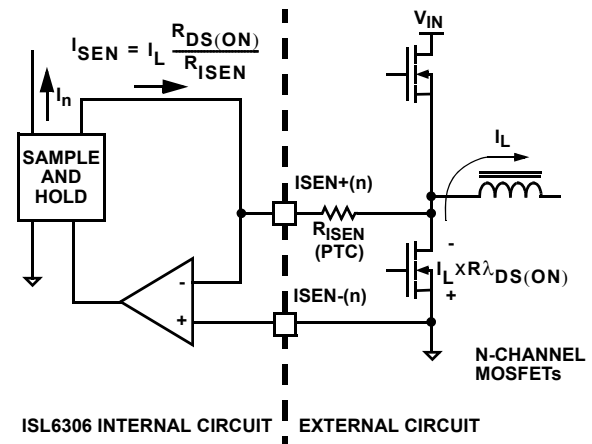 V_IN
I_SEN = I_L R_DS(ON) / R_ISEN
I_n
SAMPLE
AND
HOLD
I_L
ISEN+(n)
R_ISEN
(PTC)
-
I_L xRλ_DS(ON)
+
-
+
ISEN-(n)
N-CHANNEL
MOSFETs
ISL6306 INTERNAL CIRCUIT
EXTERNAL CIRCUIT